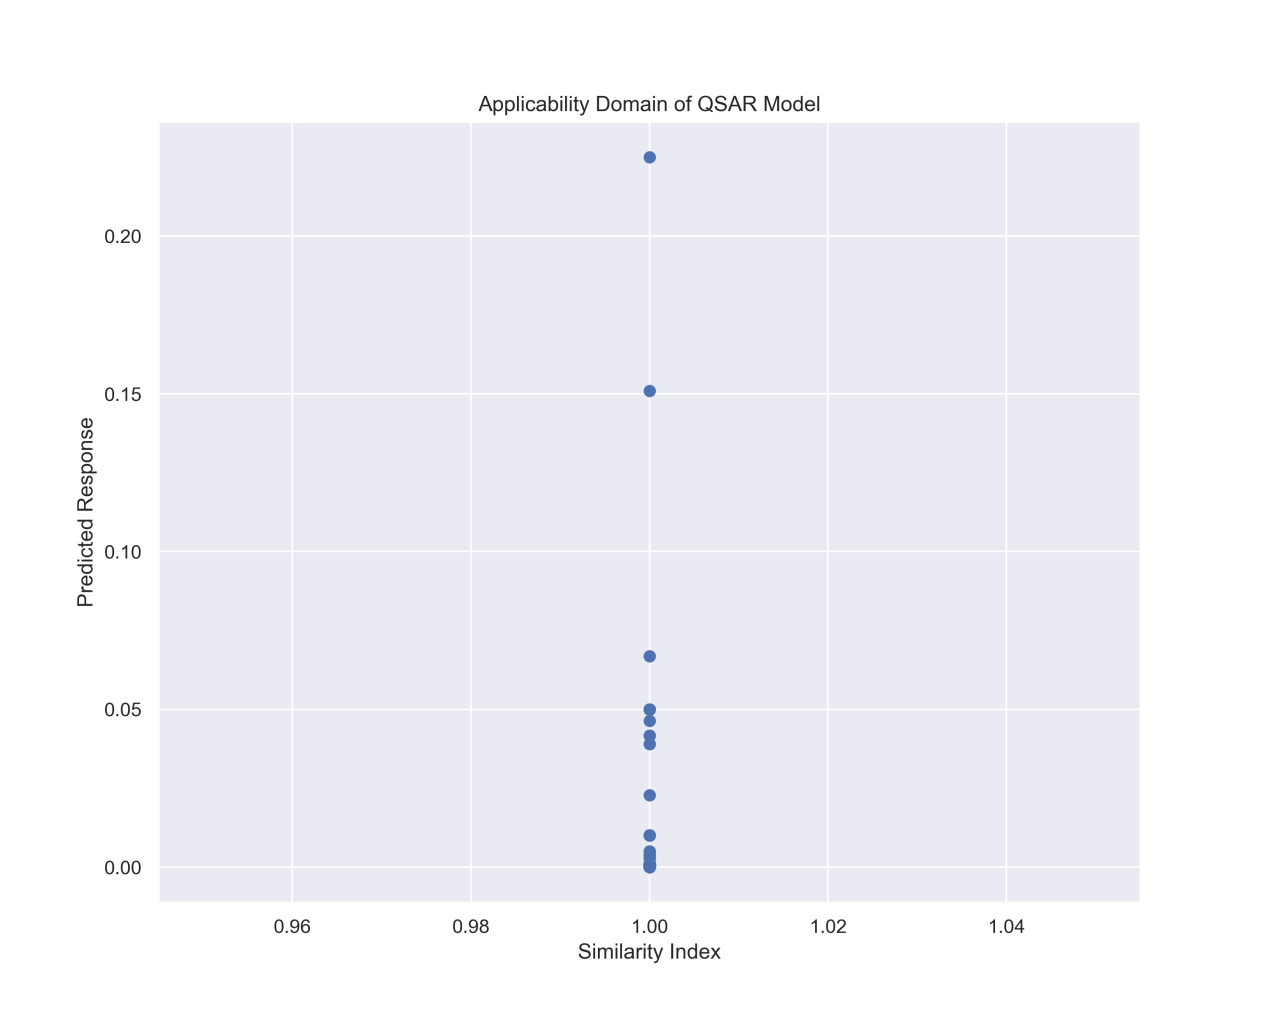 Applicability Domain of QSAR Model
0.20
0.15
0.10
0.05
0.00
Predicted Response
0.96 0.98 1.00 1.02 1.04
Similarity Index